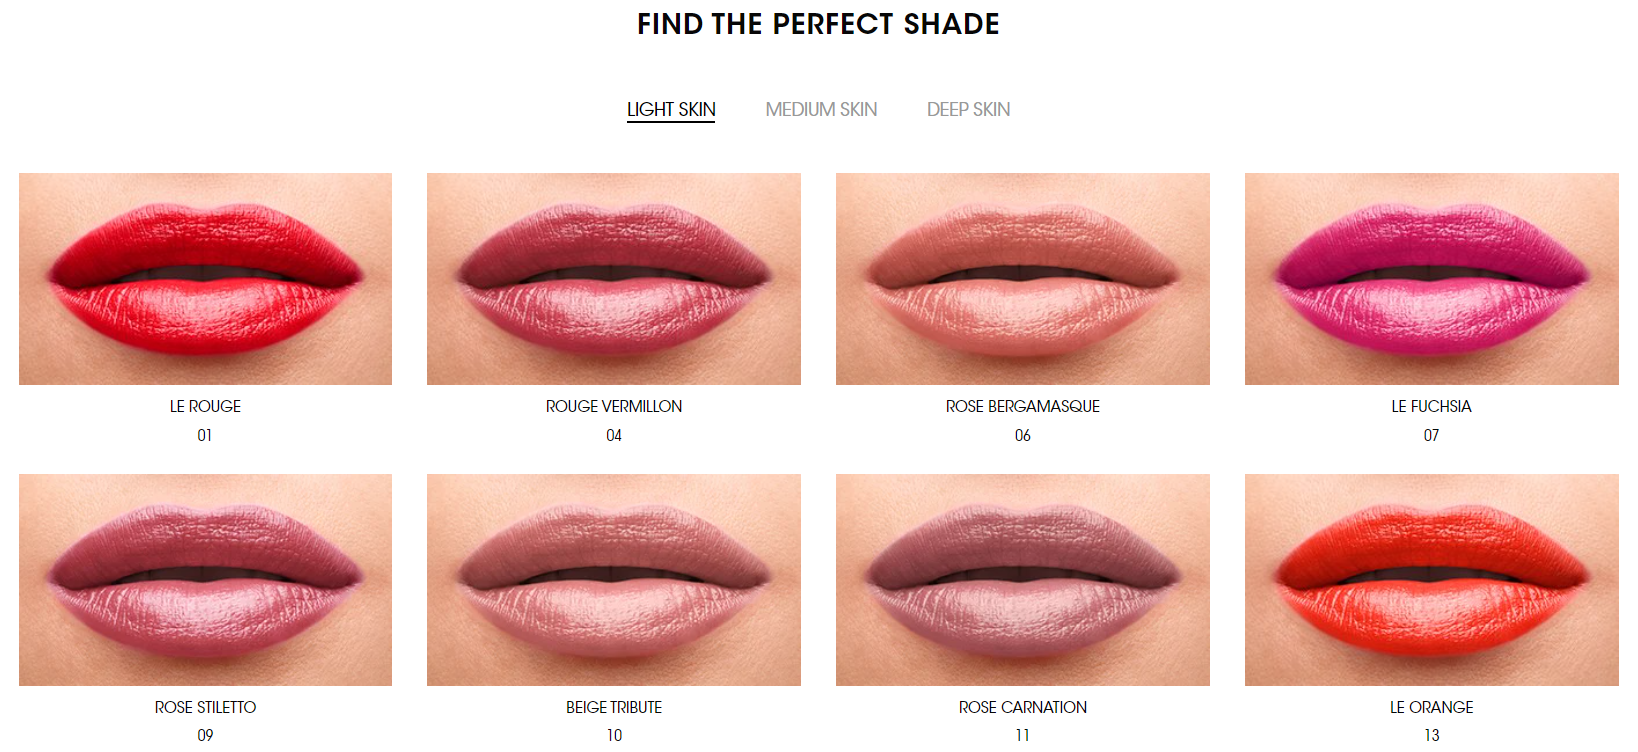 FIND THE PERFECT SHADE
LIGHT SKIN MEDIUM SKIN DEEP SKIN
LE ROUGE ROUGE VERMILLON ROSE BERGAMASQUE LE FUCHSIA
01 04 06 07
ROSE STILETTO BEIGE TRIBUTE ROSE CARNATION LE ORANGE
09 10 11 13